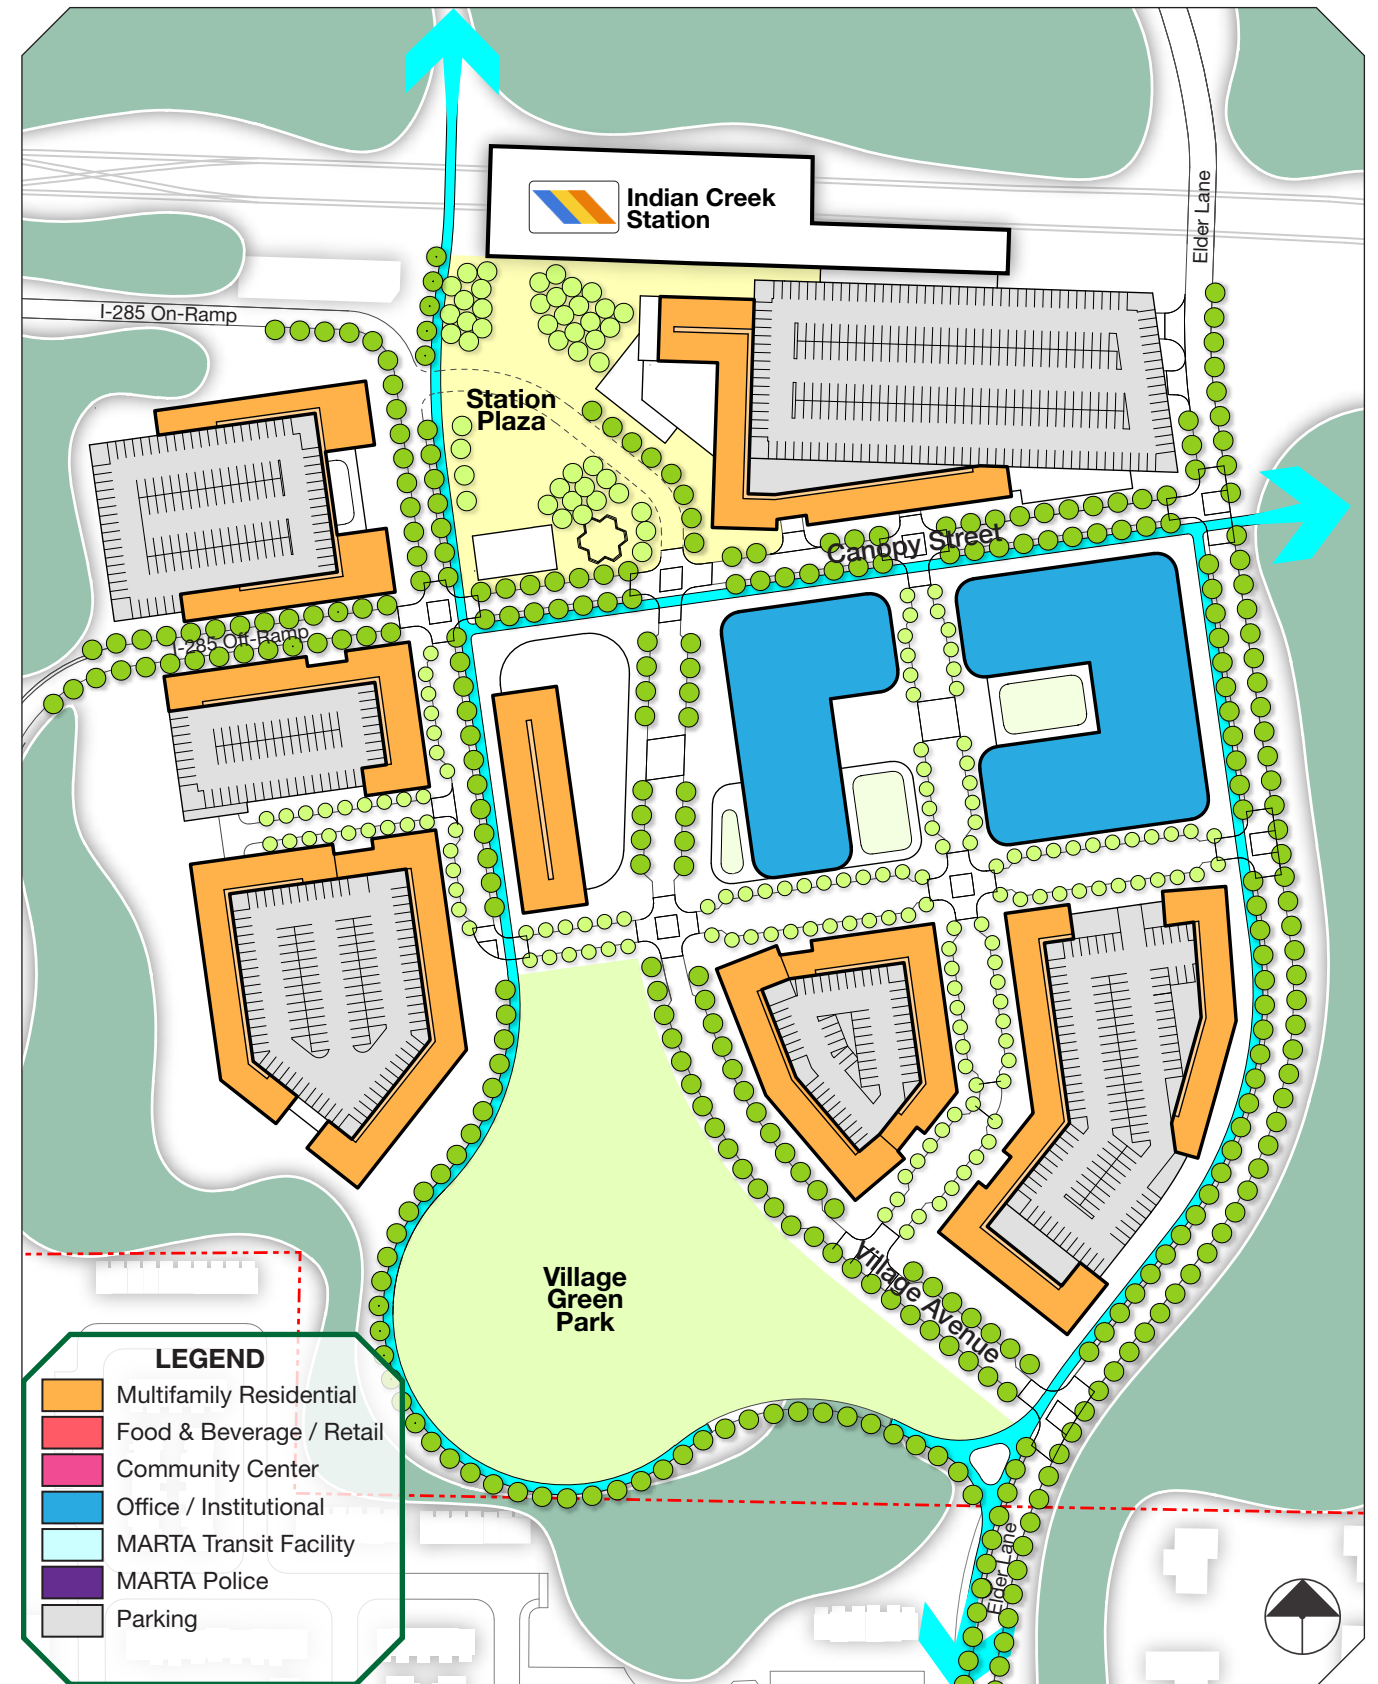 Indian Creek
Station
Elder Lane
I-285 On-Ramp
Station
Plaza
Canopy Street
I-285 Off-Ramp
Village Avenue
Village
Green
Park
LEGEND
Multifamily Residential
Food & Beverage / Retail
Community Center
Office / Institutional
MARTA Transit Facility
MARTA Police
Parking
Elder Lane